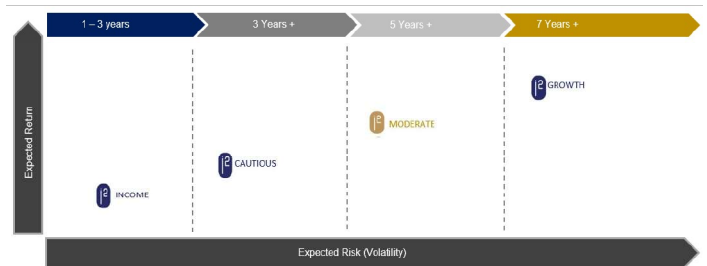 1 – 3 years
3 Years +
5 Years +
7 Years +
Expected Return
GROWTH
MODERATE
CAUTIOUS
INCOME
Expected Risk (Volatility)